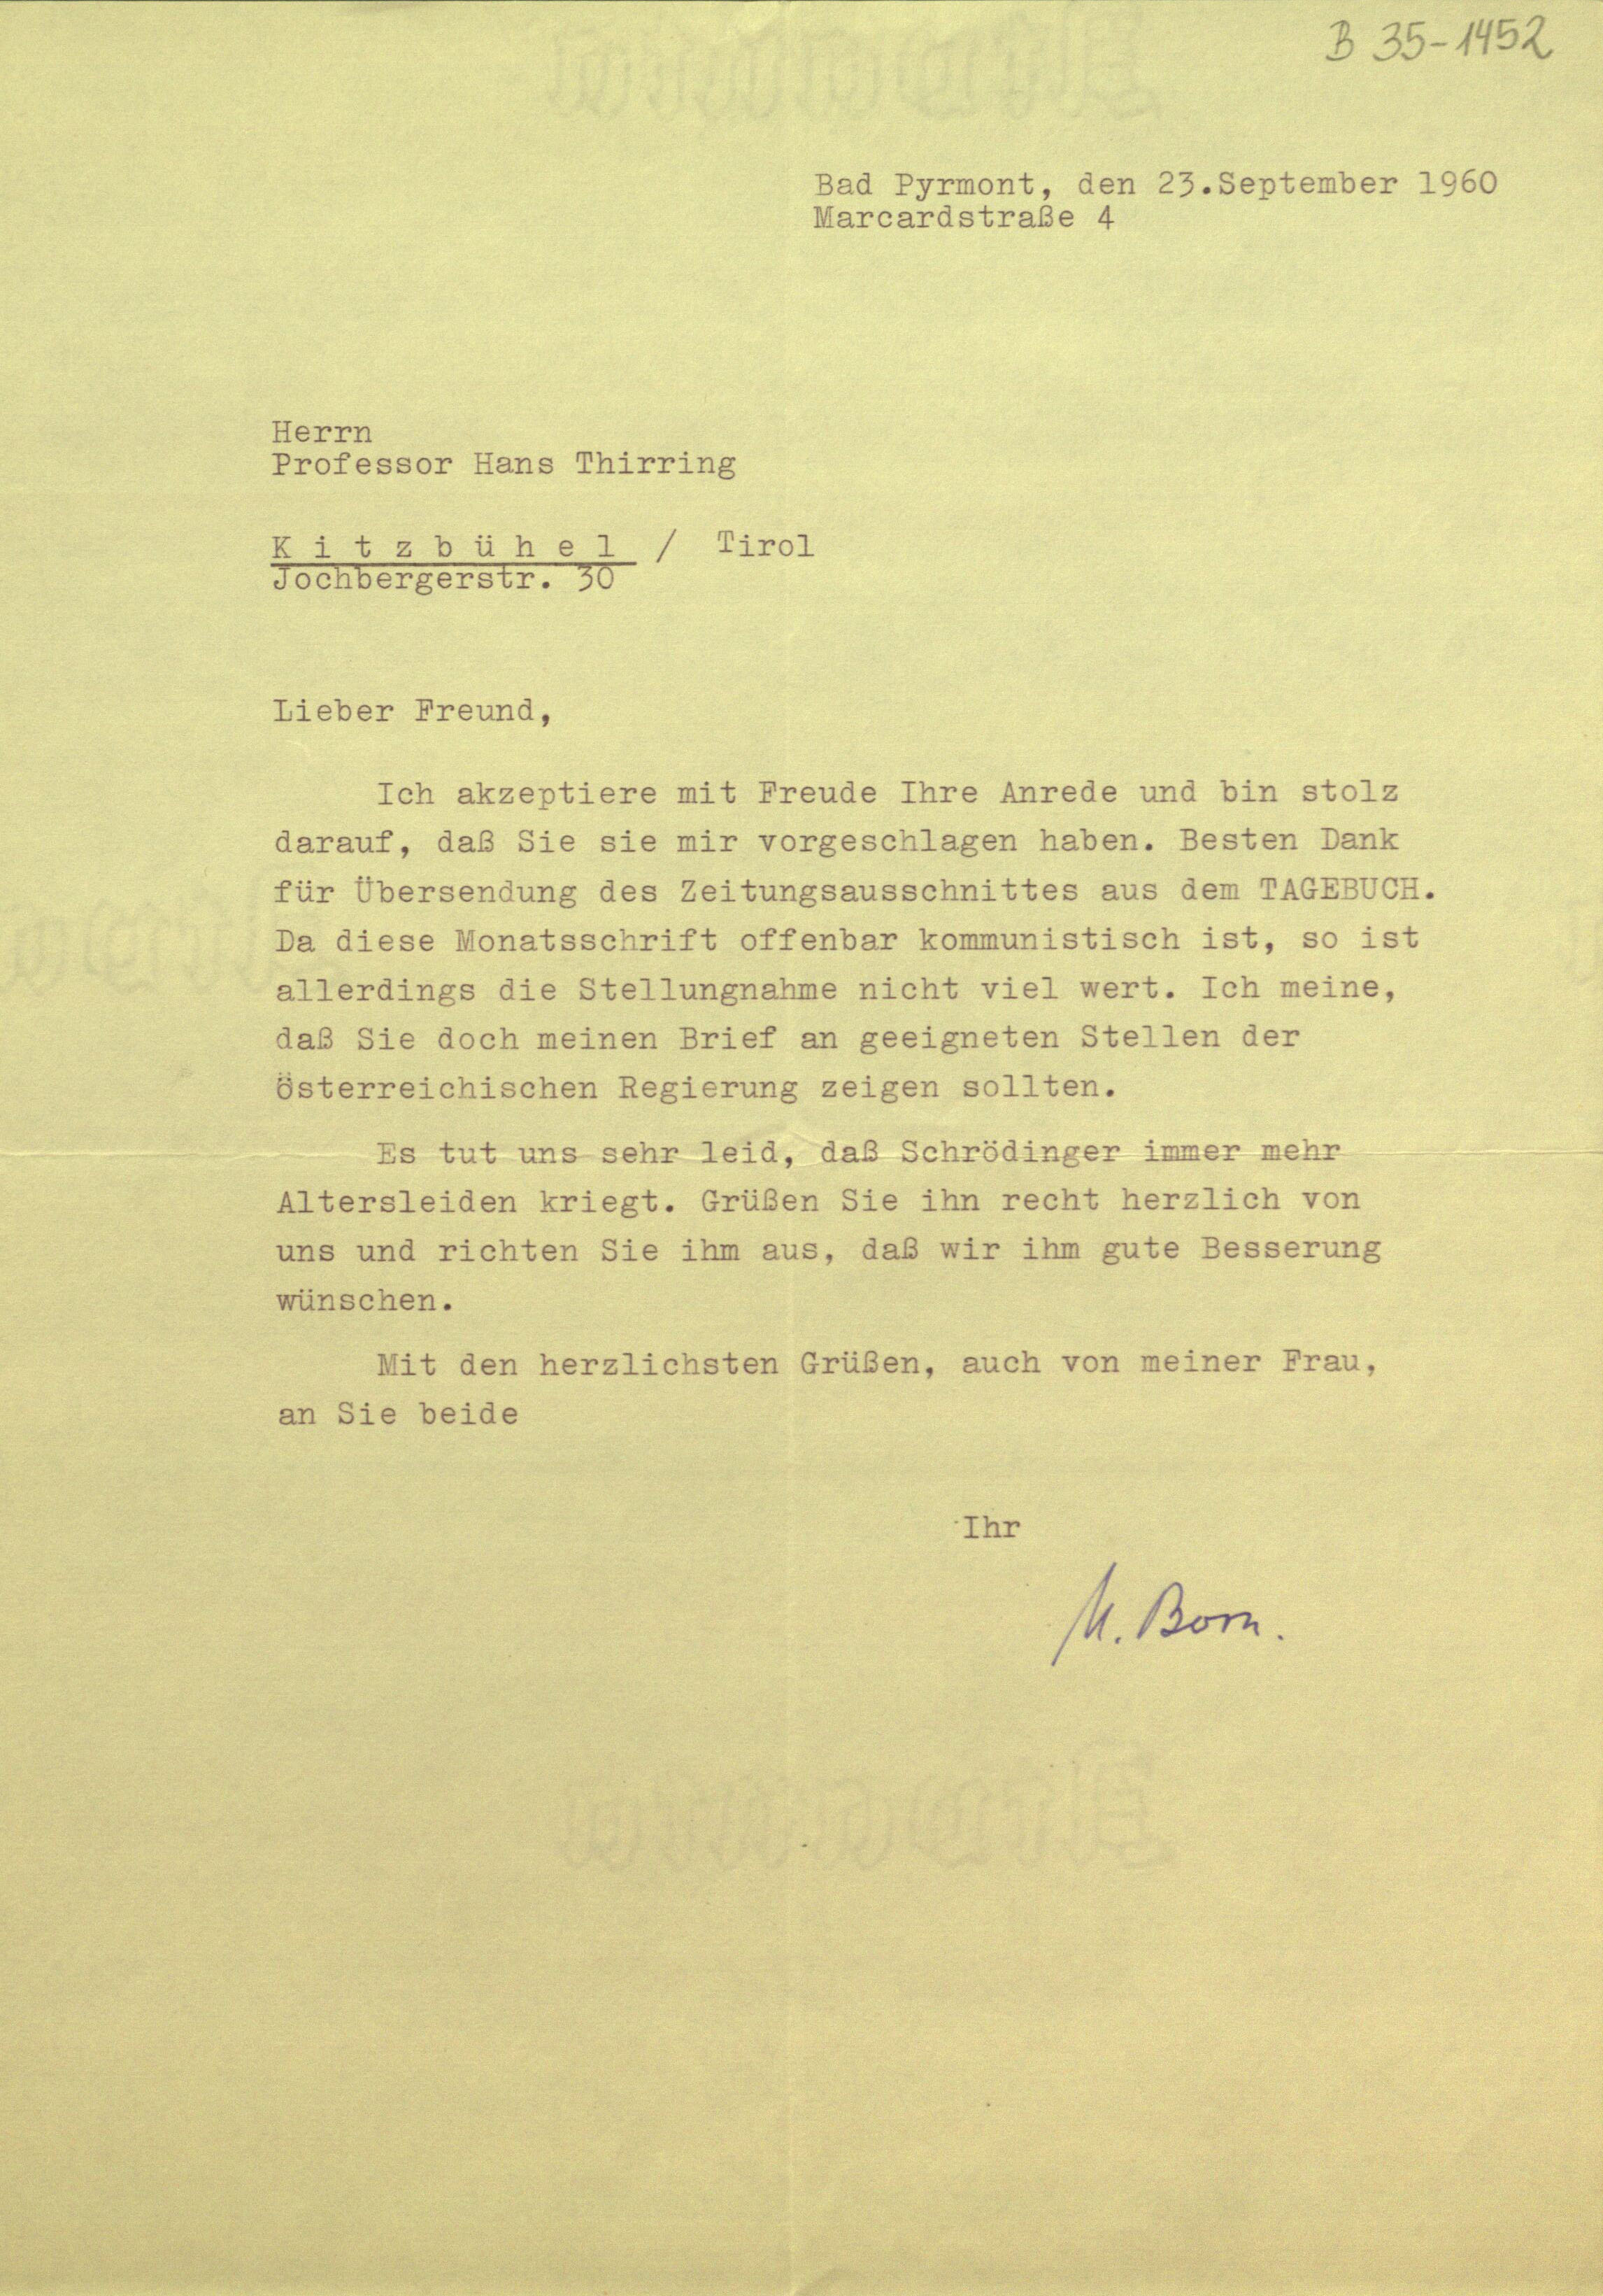 B 35-1452
Bad Pyrmont, den 23.September 1960
Marcardstraße 4
Herrn
Professor Hans Thirring
K i t z b ü h e l / Tirol
Jochbergerstr. 30
Lieber Freund,
Ich akzeptiere mit Freude Ihre Anrede und bin stolz
darauf, daß Sie sie mir vorgeschlagen haben. Besten Dank
für Übersendung des Zeitungsausschnittes aus dem TAGEBUCH.
Da diese Monatsschrift offenbar kommunistisch ist, so ist
allerdings die Stellungnahme nicht viel wert. Ich meine,
daß Sie doch meinen Brief an geeigneten Stellen der
österreichischen Regierung zeigen sollten.
Es tut uns sehr leid, daß Schrödinger immer mehr
Altersleiden kriegt. Grüßen Sie ihn recht herzlich von
uns und richten Sie ihm aus, daß wir ihm gute Besserung
wünschen.
Mit den herzlichsten Grüßen, auch von meiner Frau,
an Sie beide
Ihr
M. Born.